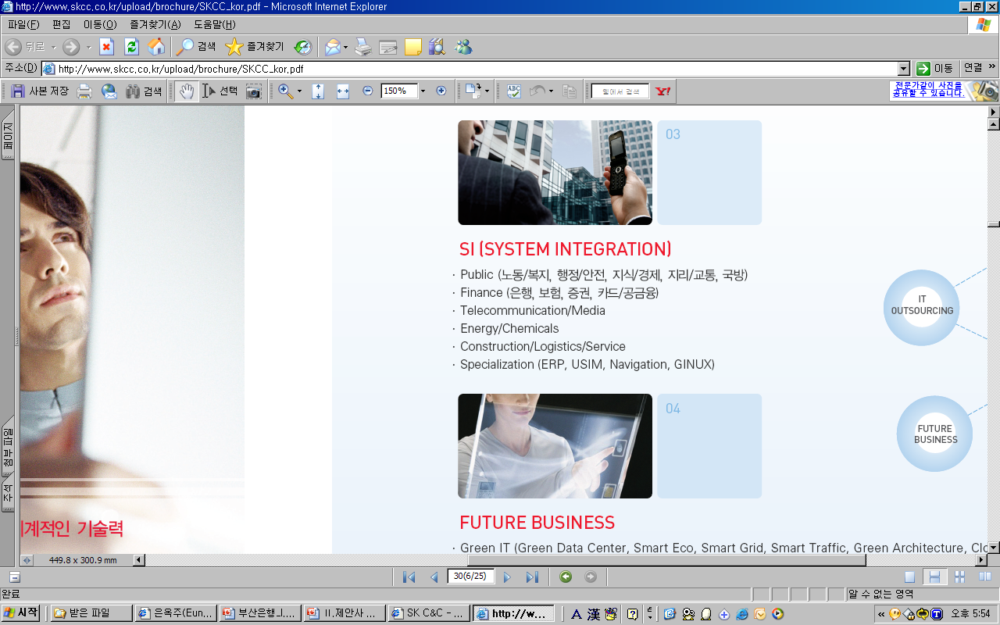 http://www.skcc.co.kr/upload/brochure/SKCC_kor.pdf - Microsoft Internet Explorer
파일(F) 편집 이동(O) 즐겨찾기(A) 도움말(H)
뒤로 검색 즐겨찾기
주소(D) http://www.skcc.co.kr/upload/brochure/SKCC_kor.pdf 이동 연결 »
사본 저장 검색 선택 150% 웹에서 검색 Y!
전문가같이 사진을
공유할 수 있습니다.
페이지
첨부 파일
03
SI (SYSTEM INTEGRATION)
· Public (노동/복지, 행정/안전, 지식/경제, 지리/교통, 국방)
· Finance (은행, 보험, 증권, 카드/공금융)
· Telecommunication/Media
· Energy/Chemicals
· Construction/Logistics/Service
· Specialization (ERP, USIM, Navigation, GINUX)
IT
OUTSOURCING
04
FUTURE
BUSINESS
계적인 기술력
FUTURE BUSINESS
· Green IT (Green Data Center, Smart Eco, Smart Grid, Smart Traffic, Green Architecture, Clo
449.8 x 300.9 mm
30(6/25)
완료 알 수 없는 영역
시작 받은 파일 은옥주(Eun,... 부산은행_I,... II,제안사 ... SK C&C - ... http://w... A 漢 « 오후 5:54